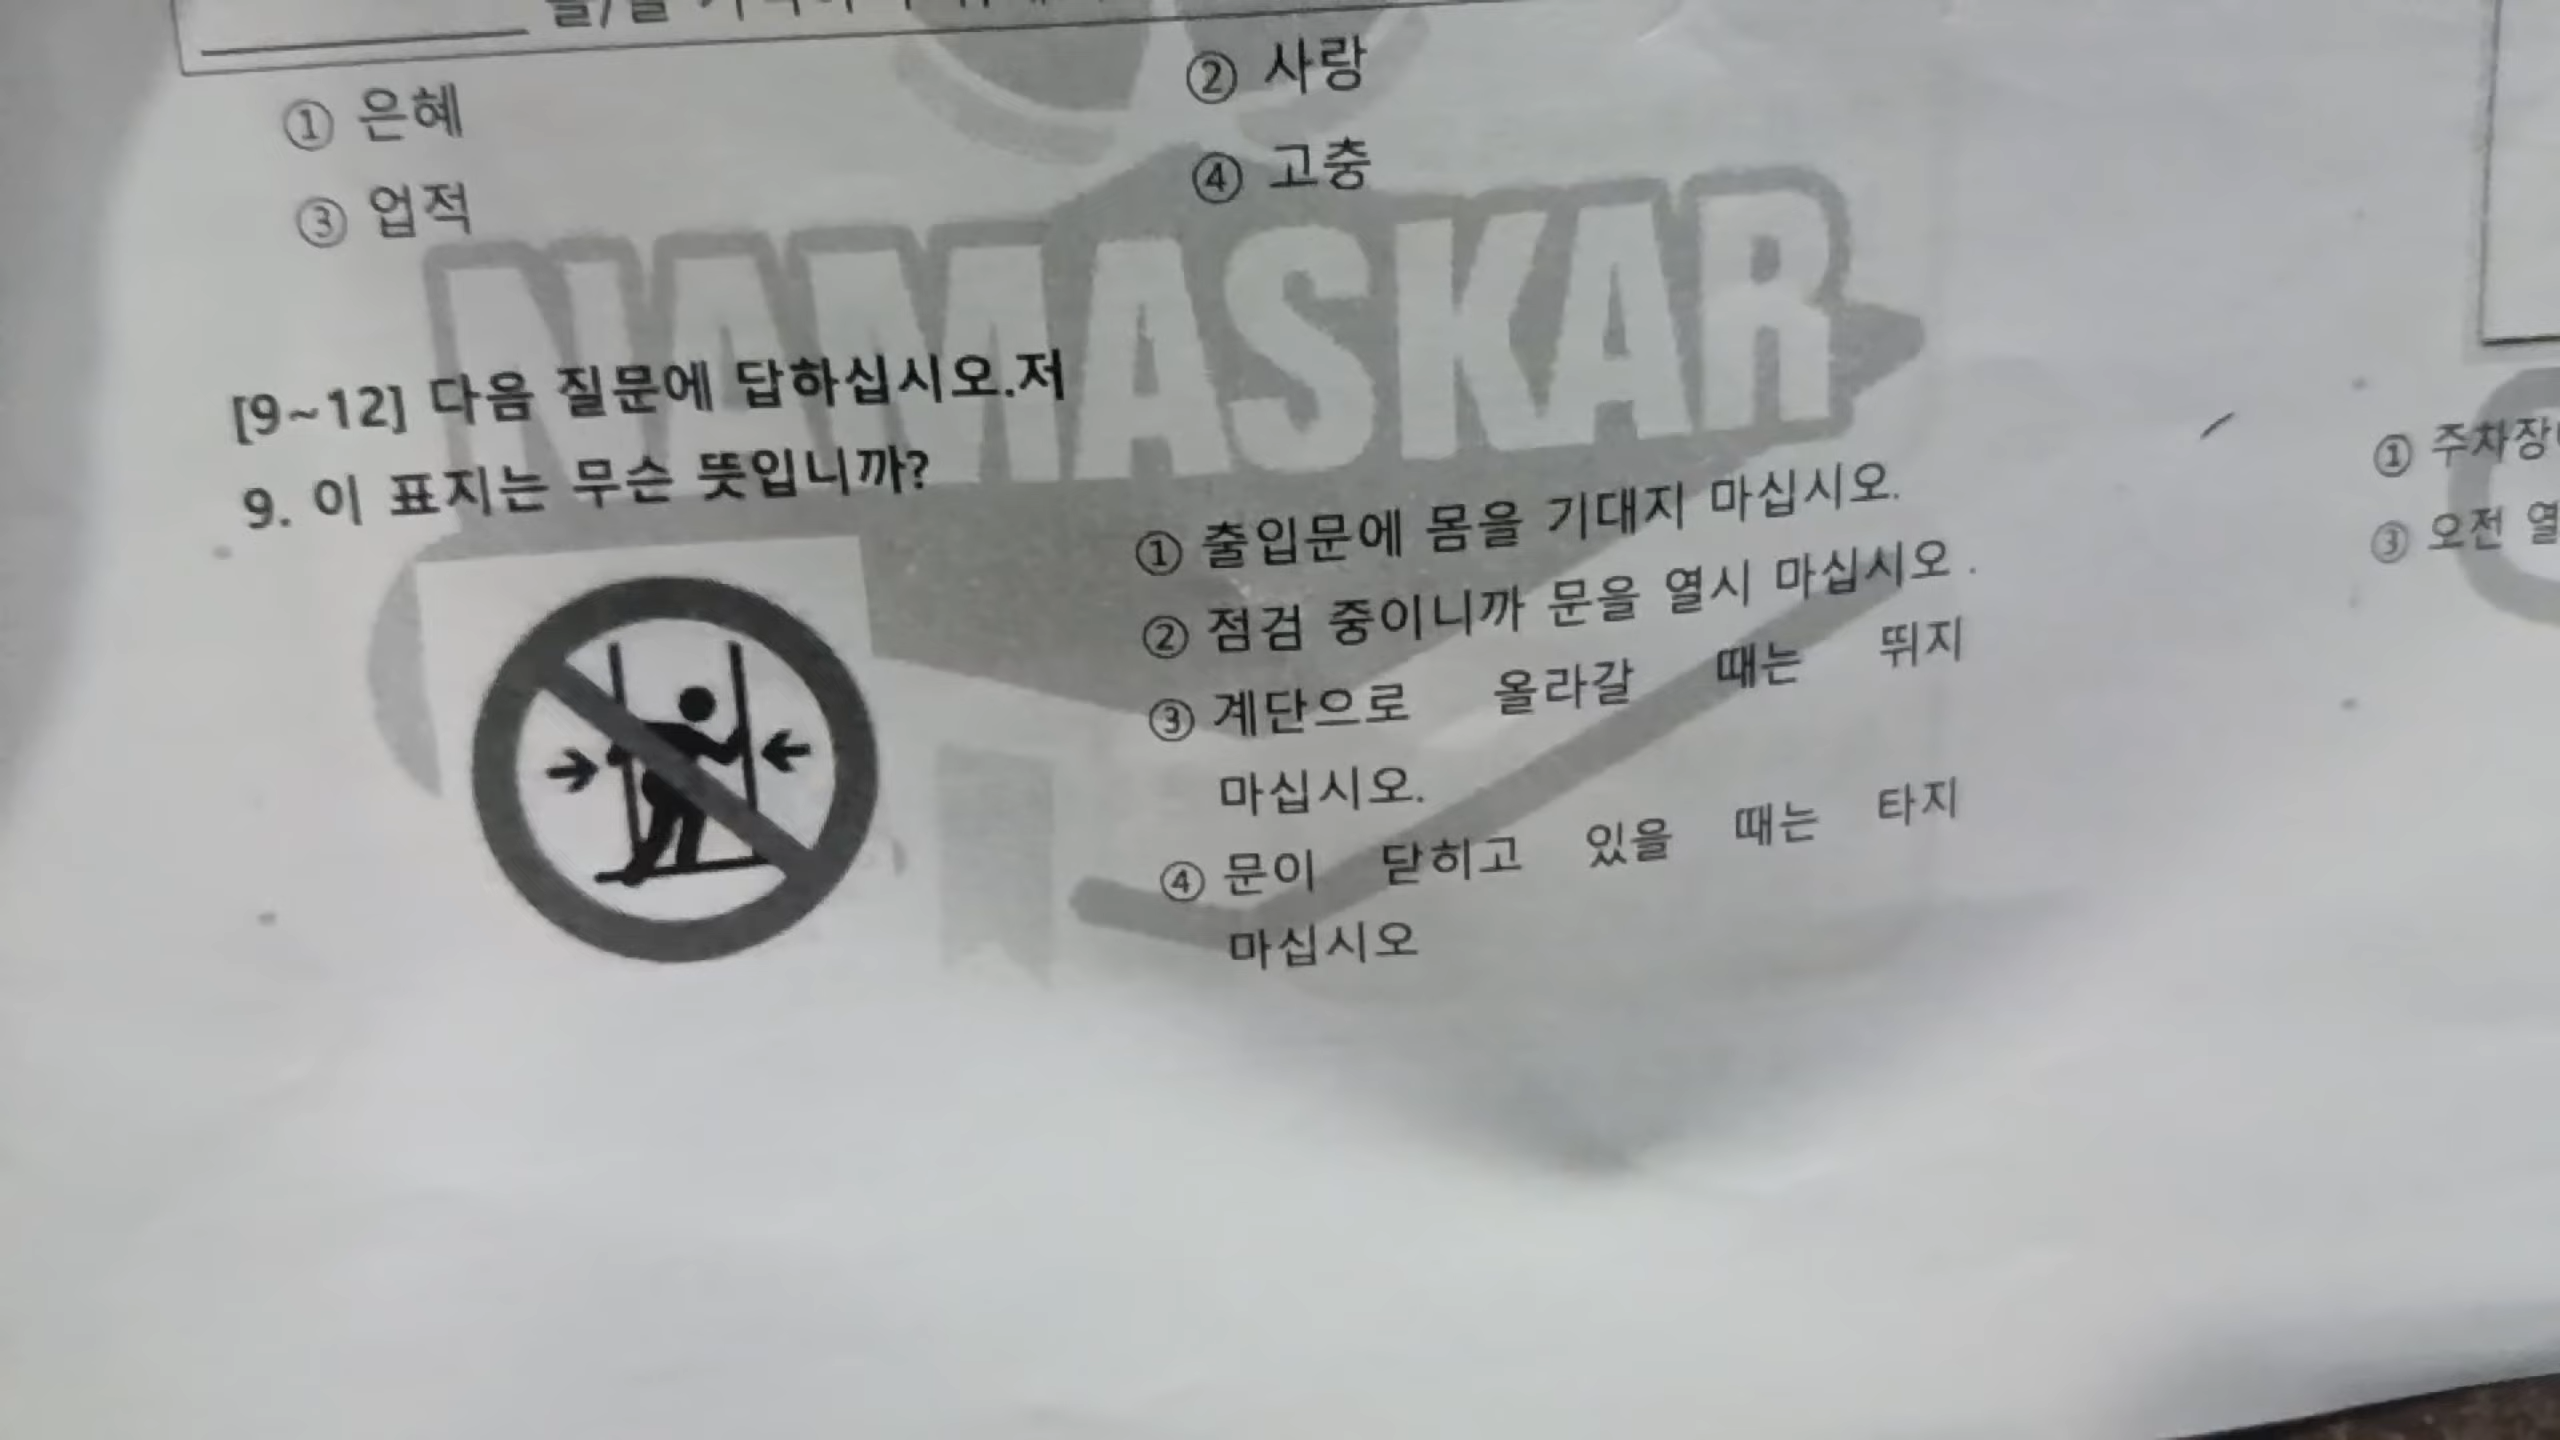 ① 은혜
② 사랑
③ 업적
④ 고충
NAMASKAR
[9~12] 다음 질문에 답하십시오.저
9. 이 표지는 무슨 뜻입니까?
① 출입문에 몸을 기대지 마십시오.
② 점검 중이니까 문을 열시 마십시오.
③ 계단으로 올라갈 때는 뛰지
마십시오.
④ 문이 닫히고 있을 때는 타지
마십시오
① 주차장
③ 오전 열